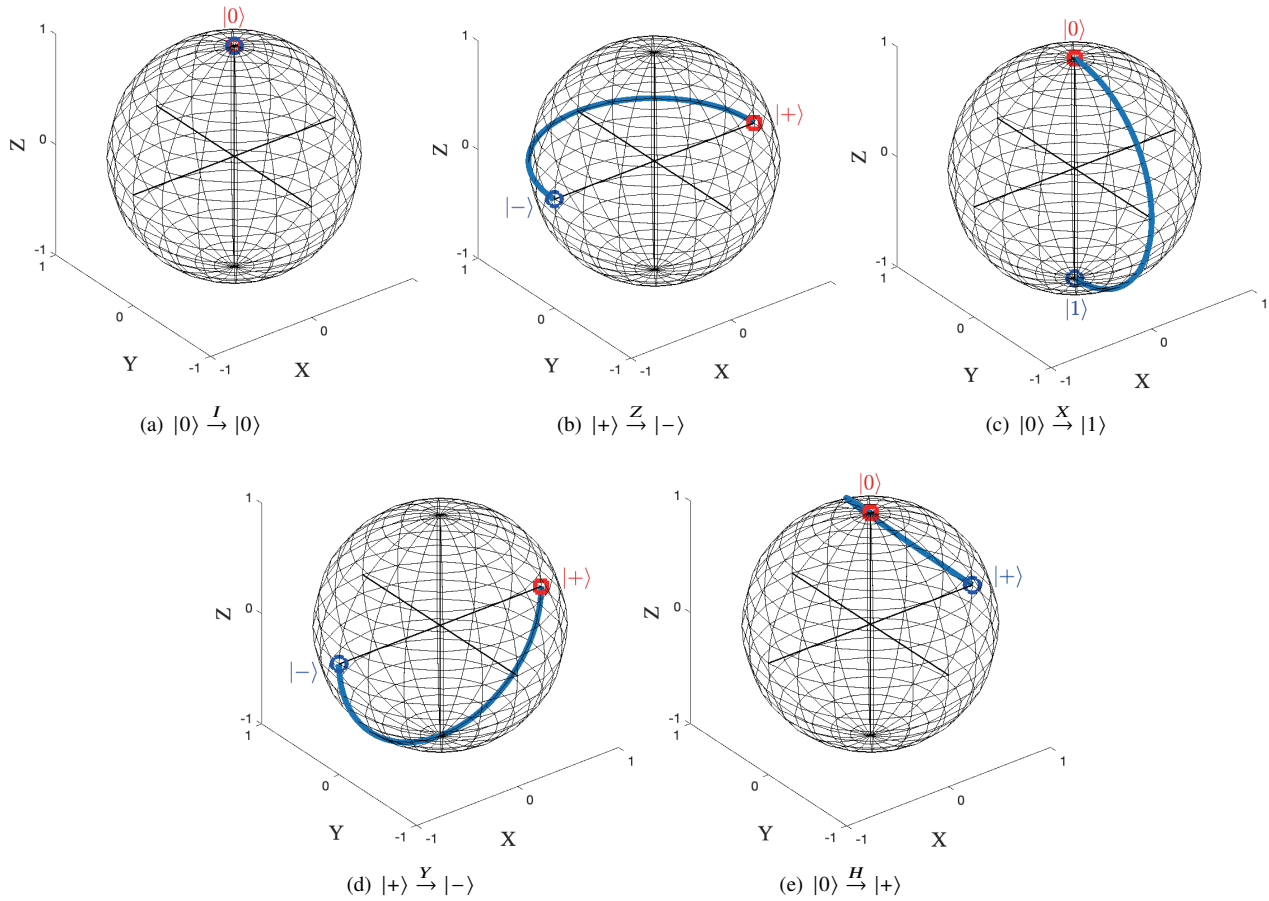 |0⟩
1
0
-1
Z
1
0
-1
Y
-1
0
X
(a) |0⟩ I→ |0⟩
1
0
-1
Z
|+⟩
|−⟩
1
0
-1
Y
-1
0
X
(b) |+⟩ Z→ |−⟩
|0⟩
1
0
-1
Z
|1⟩
1
0
-1
Y
-1
0
1
X
(c) |0⟩ X→ |1⟩
1
0
-1
Z
|+⟩
|−⟩
1
0
-1
Y
-1
0
1
X
(d) |+⟩ Y→ |−⟩
|0⟩
1
0
-1
Z
|+⟩
1
0
-1
Y
-1
0
1
X
(e) |0⟩ H→ |+⟩